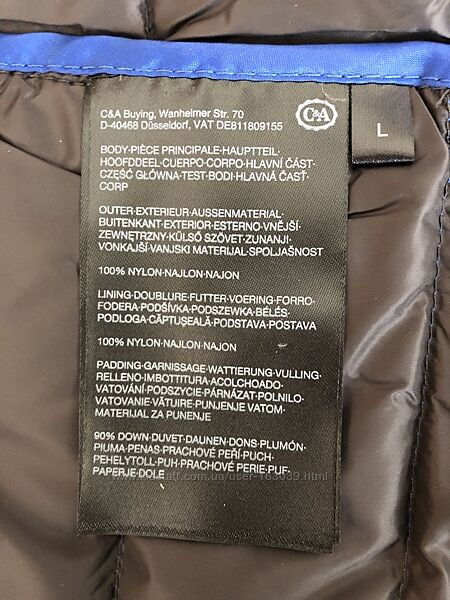 C&A Buying, Wanheimer Str. 70
D-40468 Düsseldorf, VAT DE811809155
C&A
L
BODY·PIÈCE PRINCIPALE·HAUPTTEIL·
HOOFDDEEL·CUERPO·CORPO·HLAVNÍ ČÁST·
CZĘŚĆ GŁÓWNA·TEST·BODI·HLAVNÁ ČASŤ·
CORP
OUTER·EXTERIEUR·AUSSENMATERIAL·
BUITENKANT·EXTERIOR·ESTERNO·VNĚJŠÍ·
ZEWNĘTRZNY·KÜLSŐ SZÖVET·ZUNANJI·
VONKAJŠÍ·VANJSKI MATERIJAL·SPOLJAŠNOST
100% NYLON·NAJLON·NAJON
LINING·DOUBLURE·FUTTER·VOERING·FORRO·
FODERA·PODŠÍVKA·PODSZEWKA·BÉLÉS·
PODLOGA·CĂPTUŞEALĂ·PODSTAVA·POSTAVA
100% NYLON·NAJLON·NAJON
PADDING·GARNISSAGE·WATTIERUNG·VULLING·
RELLENO·IMBOTTITURA·ACOLCHOADO·
VATOVÁNÍ·PODSZYCIE·PÁRNÁZAT·POLNILO·
VATOVANIE·VĂTUIRE·PUNJENJE VATOM·
MATERIJAL ZA PUNENJE
90% DOWN·DUVET·DAUNEN·DONS·PLUMÓN·
PIUMA·PENAS·PRACHOVÉ PEŘÍ·PUCH·
PEHELYTOLL·PUH·PRACHOVÉ PERIE·PUF·
PAPERJE·DOLE